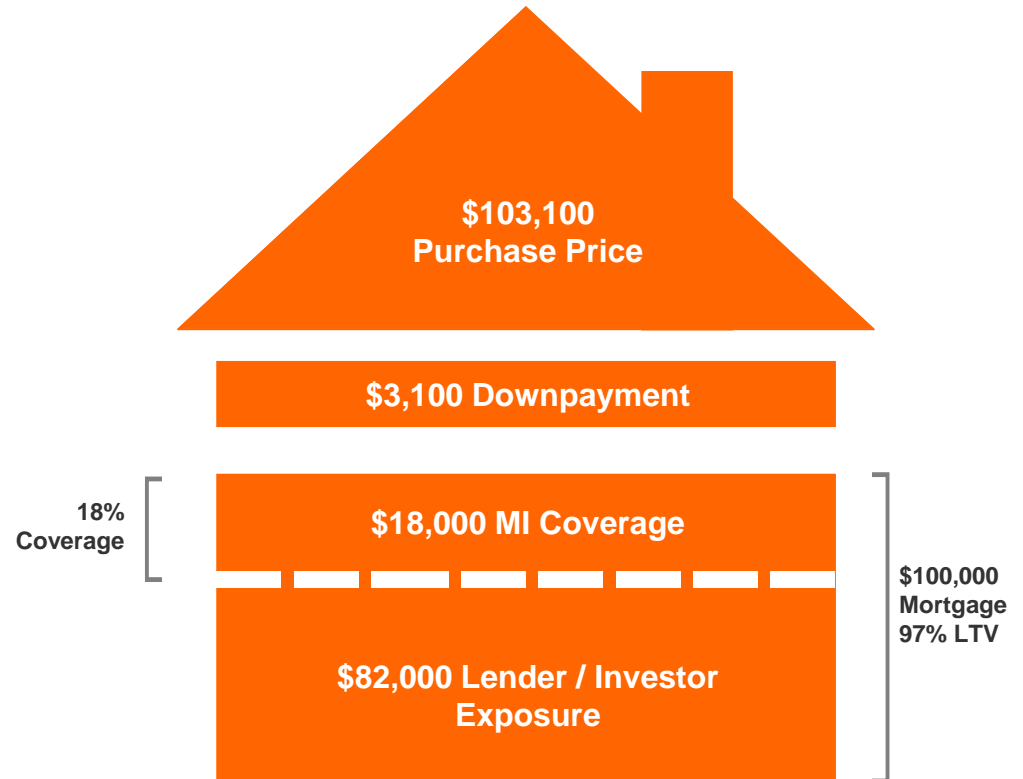 $103,100
Purchase Price
$3,100 Downpayment
18%
Coverage
$18,000 MI Coverage
$100,000
Mortgage
97% LTV
$82,000 Lender / Investor
Exposure